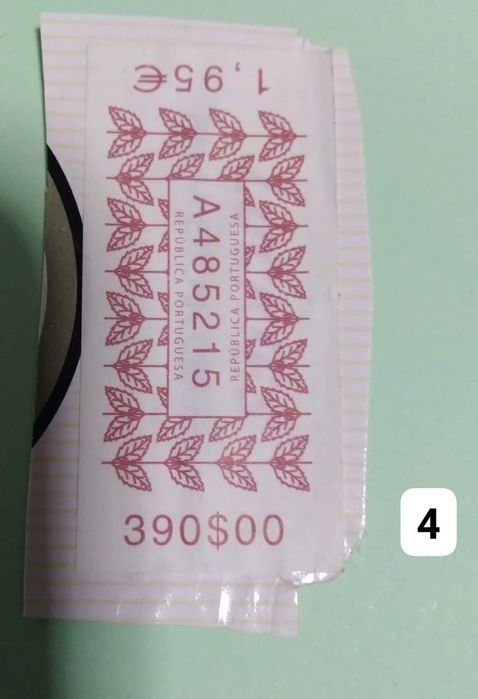 1,95€
REPÚBLICA PORTUGUESA
A485215
REPÚBLICA PORTUGUESA
390$00
4